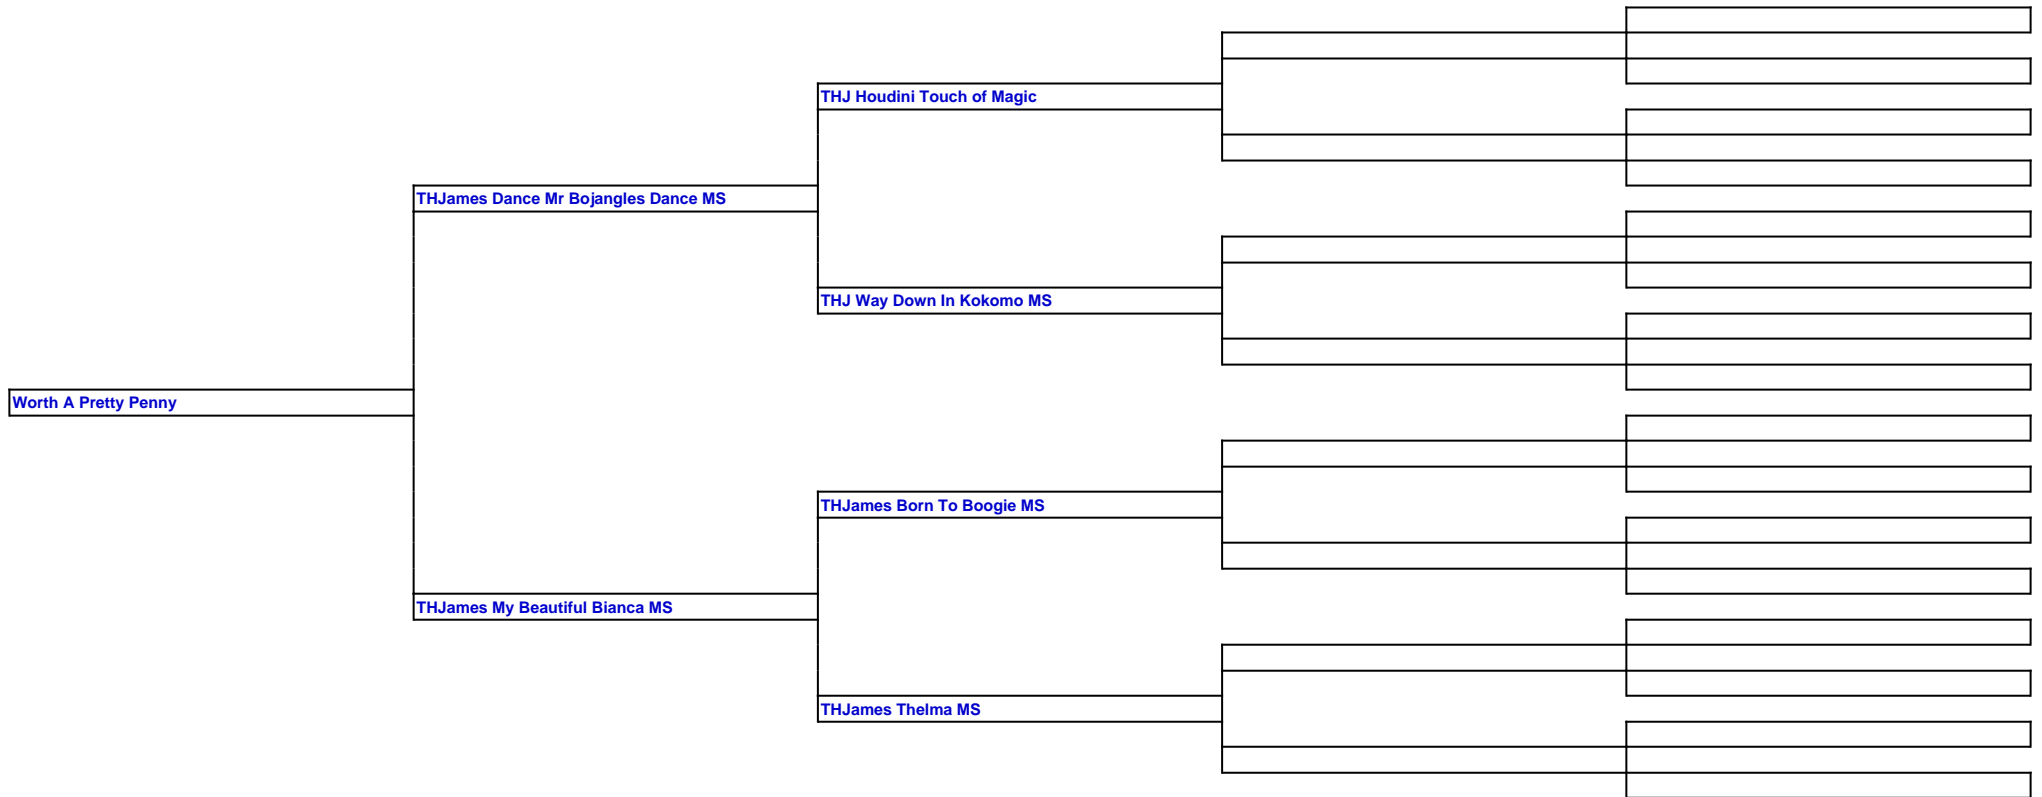 THJ Houdini Touch of Magic
THJames Dance Mr Bojangles Dance MS
THJ Way Down In Kokomo MS
Worth A Pretty Penny
THJames Born To Boogie MS
THJames My Beautiful Bianca MS
THJames Thelma MS